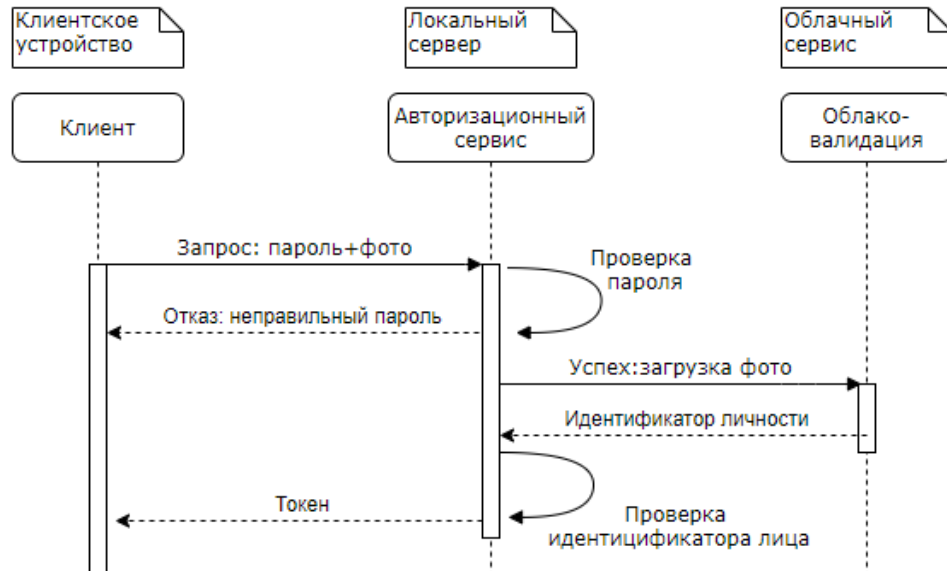 Клиентское
устройство
Локальный
сервер
Облачный
сервис
Клиент
Авторизационный
сервис
Облако-
валидация
Запрос: пароль+фото
Проверка
пароля
Отказ: неправильный пароль
Успех:загрузка фото
Идентификатор личности
Токен
Проверка
идентицификатора лица